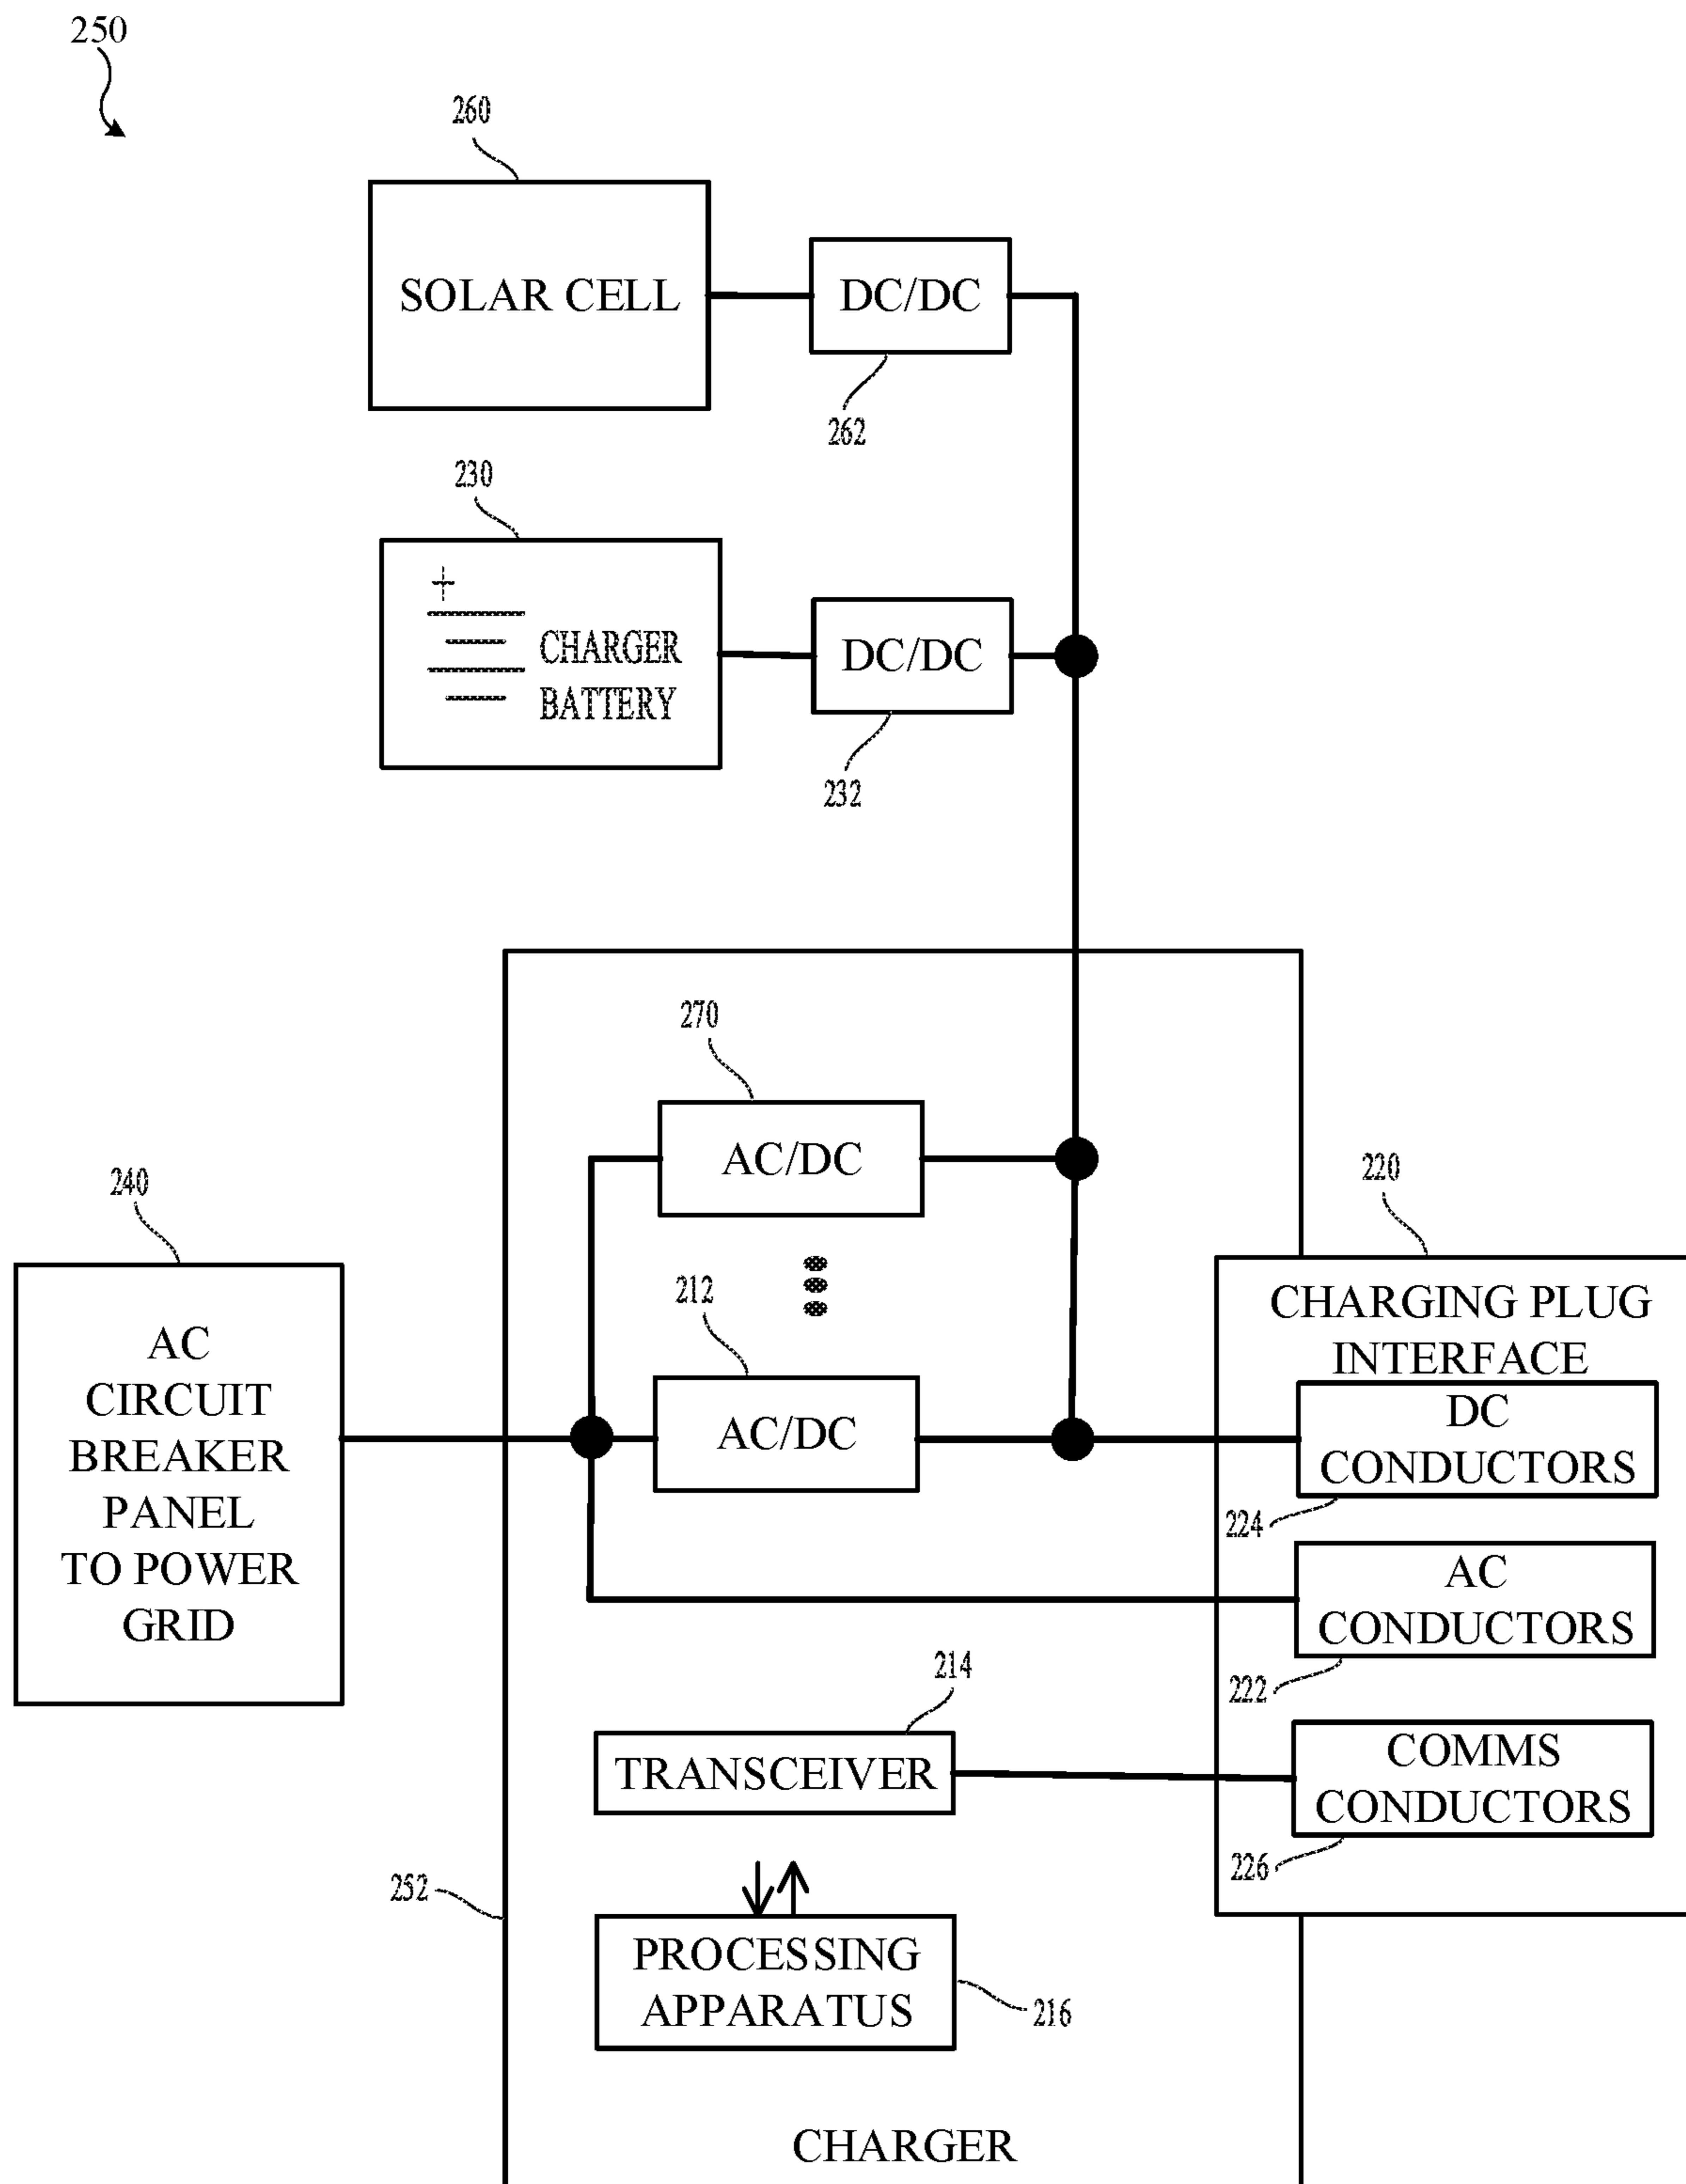 250
260
SOLAR CELL
DC/DC
262
230
+
CHARGER
BATTERY
DC/DC
232
270
AC/DC
240
AC
CIRCUIT
BREAKER
PANEL
TO POWER
GRID
212
AC/DC
220
CHARGING PLUG
INTERFACE
DC
CONDUCTORS
224
AC
CONDUCTORS
222
214
TRANSCEIVER
COMMS
CONDUCTORS
226
252
PROCESSING
APPARATUS
216
CHARGER